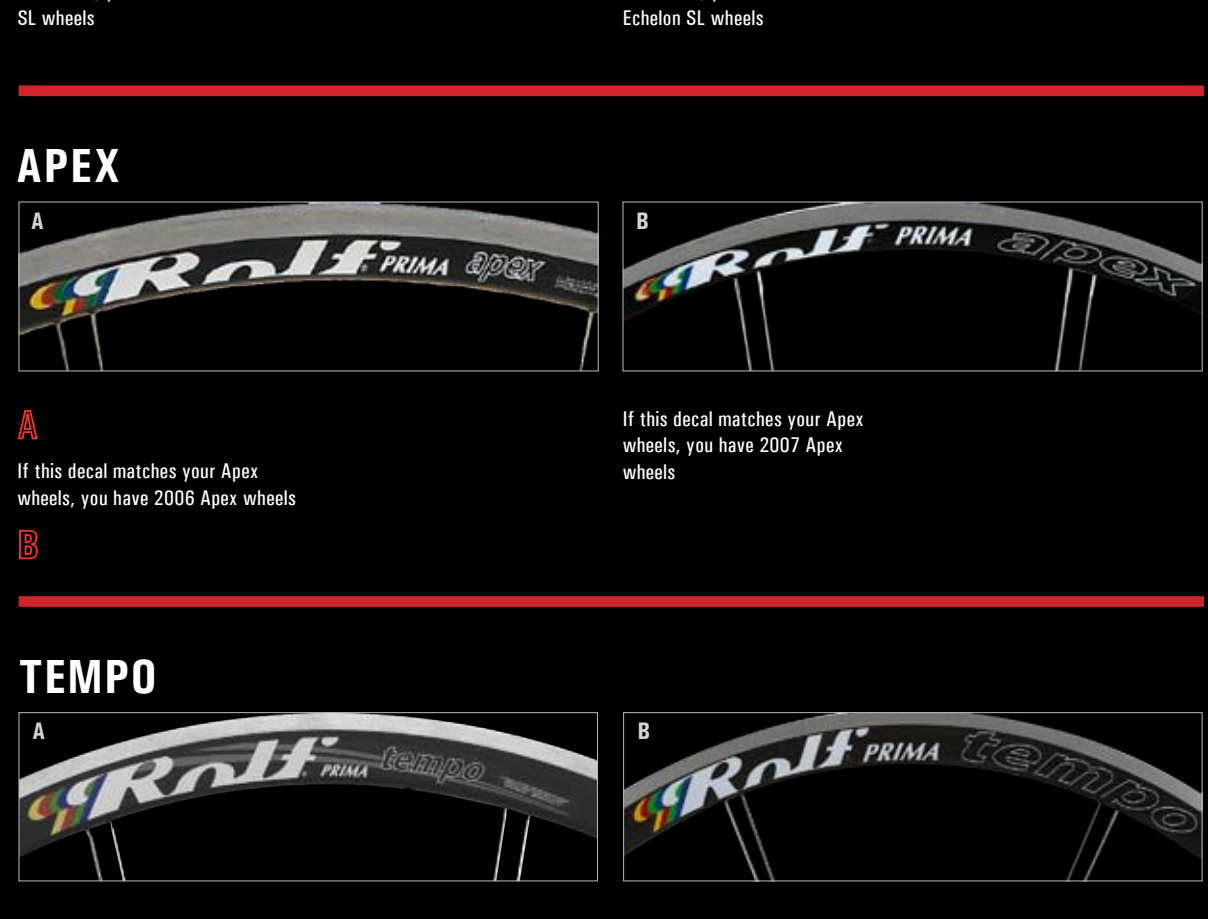 SL wheels
Echelon SL wheels
APEX
A
Rolf PRIMA apex
B
Rolf PRIMA apex
A
If this decal matches your Apex
wheels, you have 2006 Apex wheels
B
If this decal matches your Apex
wheels, you have 2007 Apex
wheels
TEMPO
A
Rolf PRIMA tempo
B
Rolf PRIMA tempo